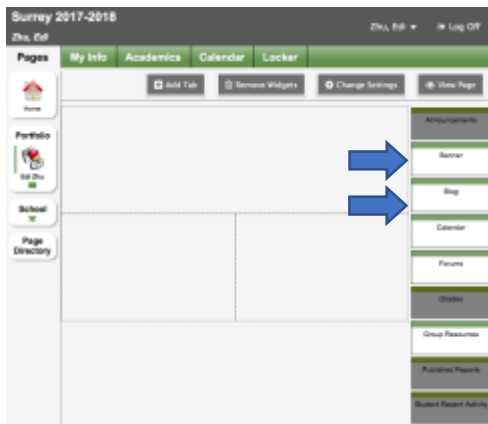 Surrey 2017-2018
Zhu, Edi
Zhu, Edi
Log Off
Pages
My Info
Academics
Calendar
Locker
Add Tab
Remove Widgets
Change Settings
View Page
Home
Portfolio
Edi Zhu
School
Page
Directory
Announcements
Banner
Blog
Calendar
Forums
Grades
Group Resources
Published Reports
Student Recent Activity